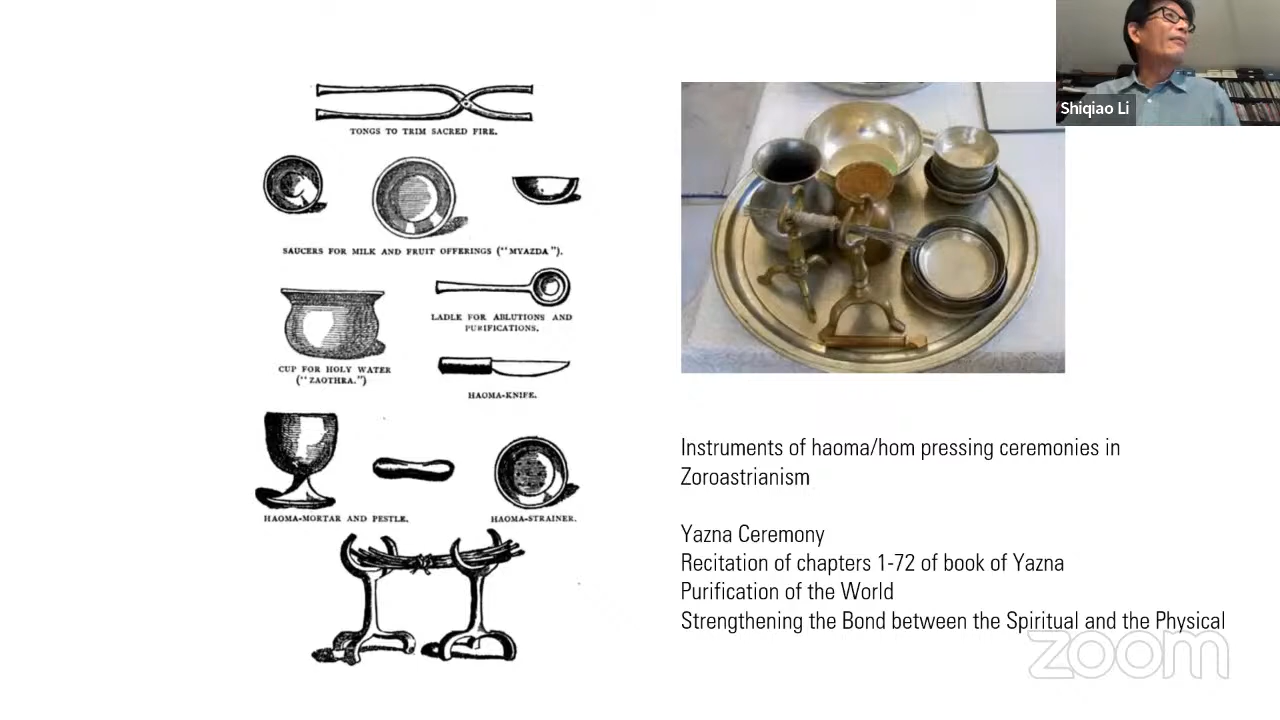 TONGS TO TRIM SACRED FIRE.
SAUCERS FOR MILK AND FRUIT OFFERINGS ("MYAZDA").
LADLE FOR ABLUTIONS AND
PURIFICATIONS.
CUP FOR HOLY WATER
("ZAOTHRA.")
HAOMA-KNIFE.
HAOMA-MORTAR AND PESTLE.
HAOMA-STRAINER.
Shiqiao Li
Instruments of haoma/hom pressing ceremonies in
Zoroastrianism
Yazna Ceremony
Recitation of chapters 1-72 of book of Yazna
Purification of the World
Strengthening the Bond between the Spiritual and the Physical
zoom